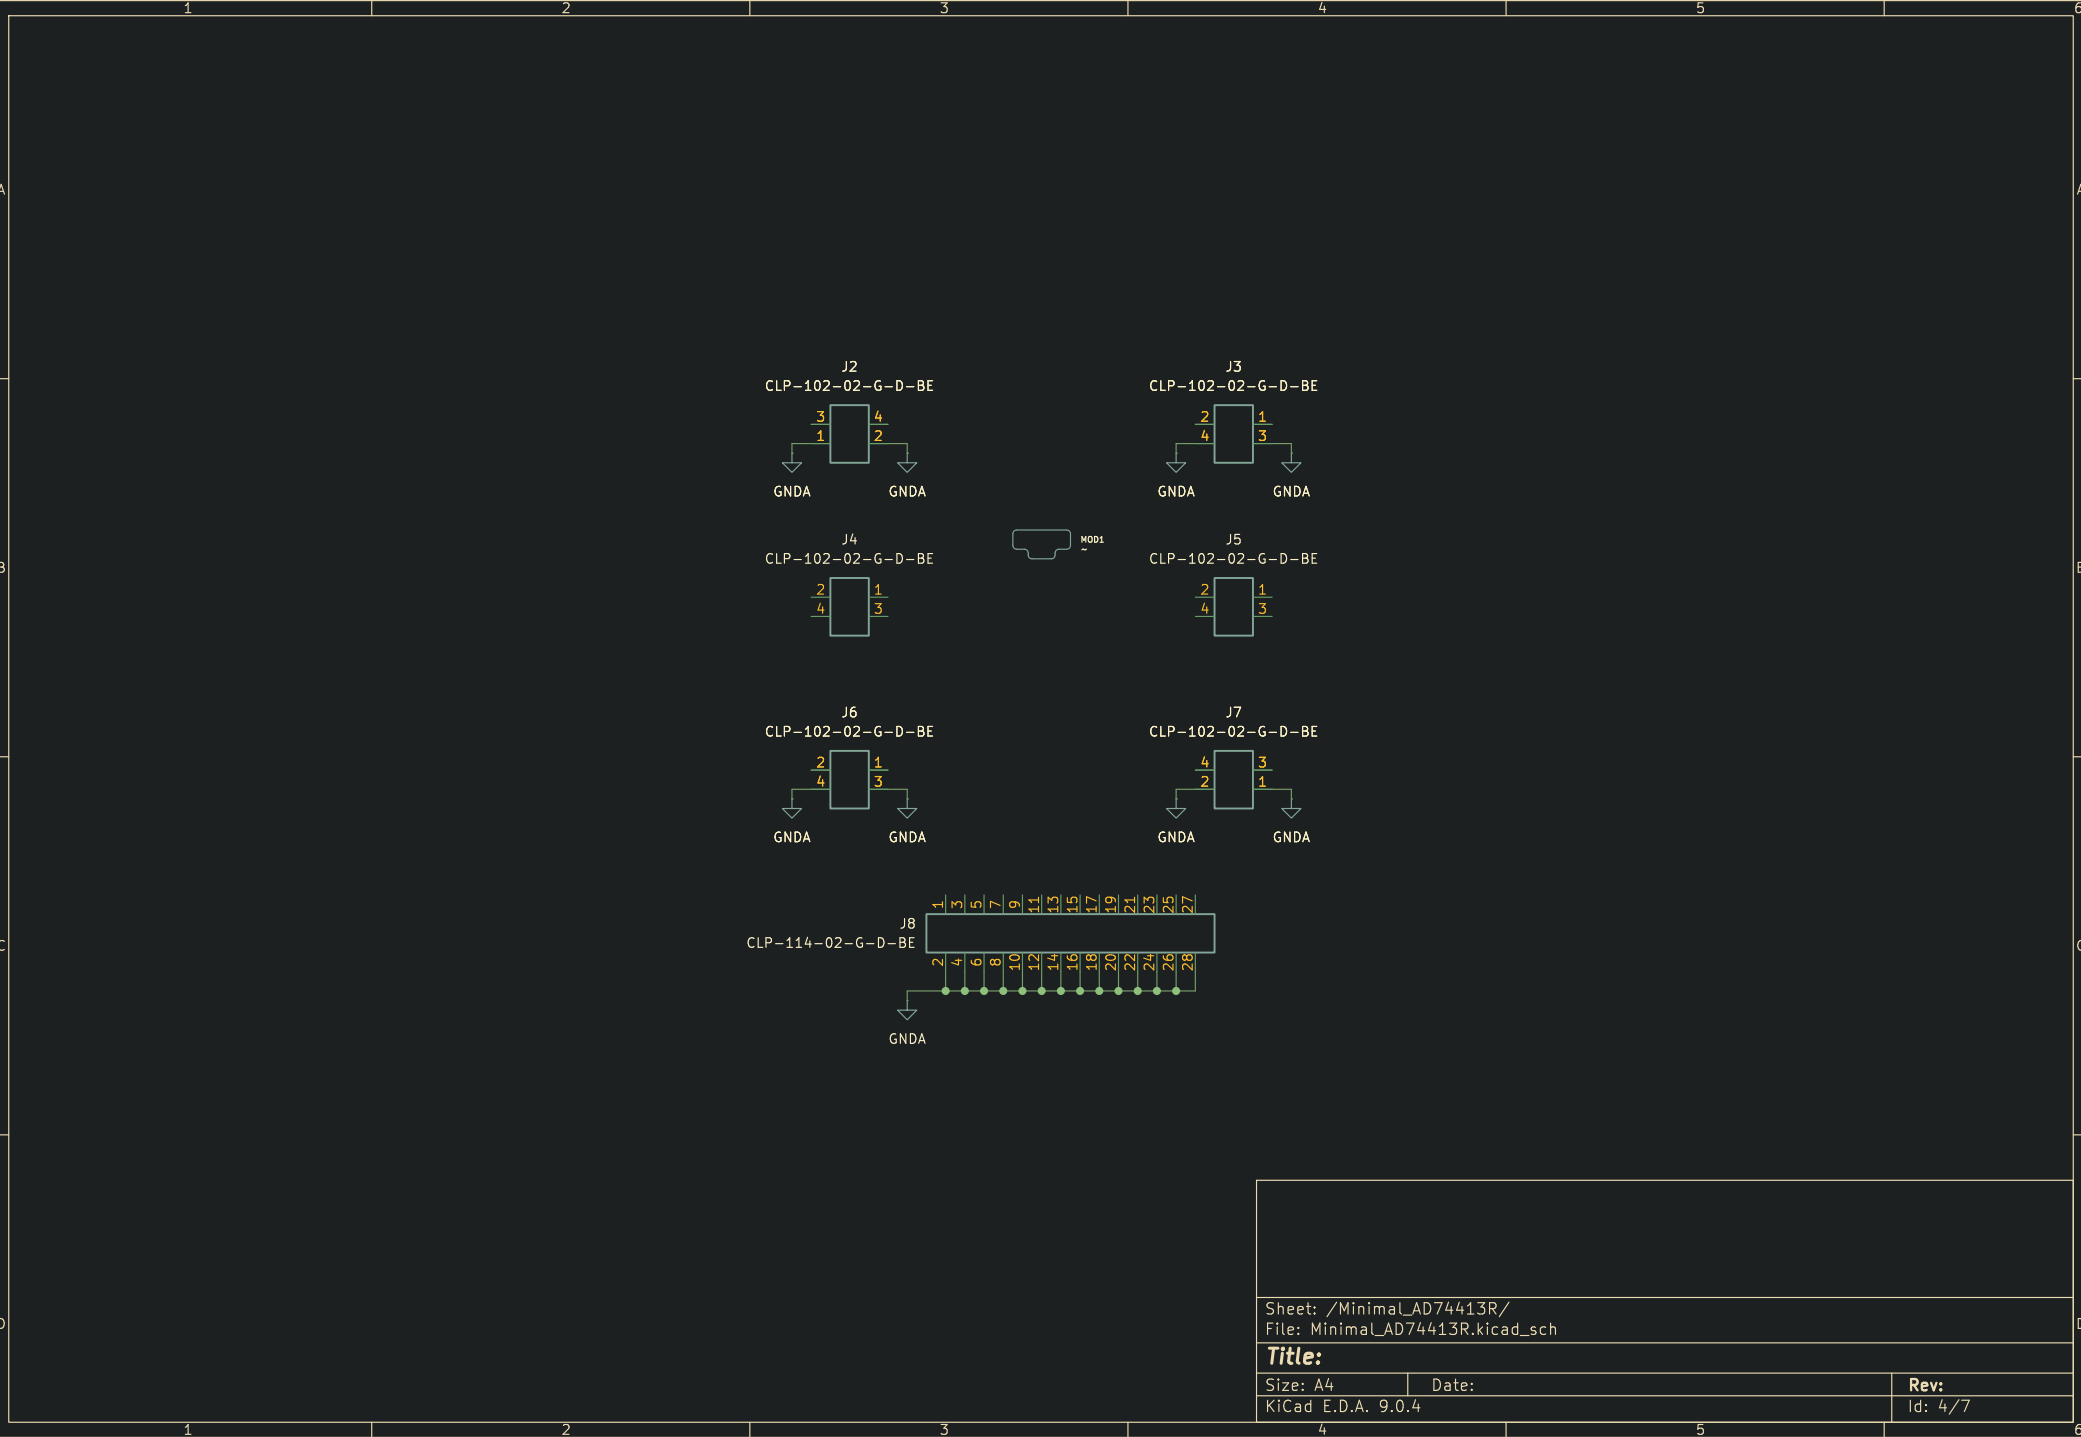 1 2 3 4 5 6
J2
CLP-102-02-G-D-BE
3 4
1 2
GNDA GNDA
J3
CLP-102-02-G-D-BE
2 1
4 3
GNDA GNDA
MOD1
~
J4
CLP-102-02-G-D-BE
2 1
4 3
J5
CLP-102-02-G-D-BE
2 1
4 3
J6
CLP-102-02-G-D-BE
2 1
4 3
GNDA GNDA
J7
CLP-102-02-G-D-BE
4 3
2 1
GNDA GNDA
1 3 5 7 9 11 13 15 17 19 21 23 25 27
J8
CLP-114-02-G-D-BE
2 4 6 8 10 12 14 16 18 20 22 24 26 28
GNDA
A A
B B
C C
D D
Sheet: /Minimal_AD74413R/
File: Minimal_AD74413R.kicad_sch
Title:
Size: A4 Date: Rev:
KiCad E.D.A. 9.0.4 Id: 4/7
1 2 3 4 5 6